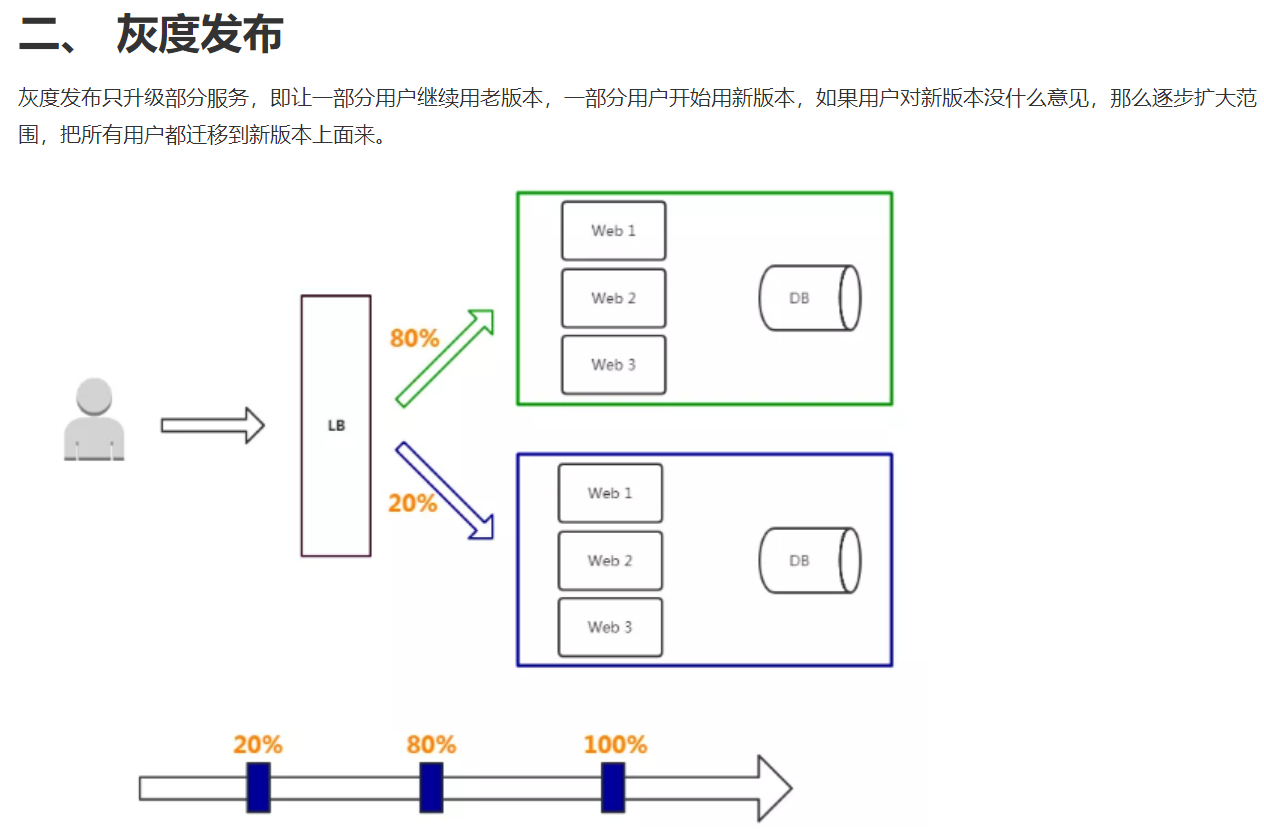 二、 灰度发布
灰度发布只升级部分服务，即让一部分用户继续用老版本，一部分用户开始用新版本，如果用户对新版本没什么意见，那么逐步扩大范
围，把所有用户都迁移到新版本上面来。
Web 1
Web 2
DB
80%
Web 3
LB
20%
Web 1
Web 2
DB
Web 3
20%
80%
100%